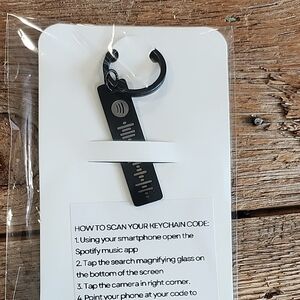 HOW TO SCAN YOUR KEYCHAIN CODE:
1. Using your smartphone open the
Spotify music app
2. Tap the search magnifying glass on
the bottom of the screen
3. Tap the camera in right corner.
4. Point your phone at your code to